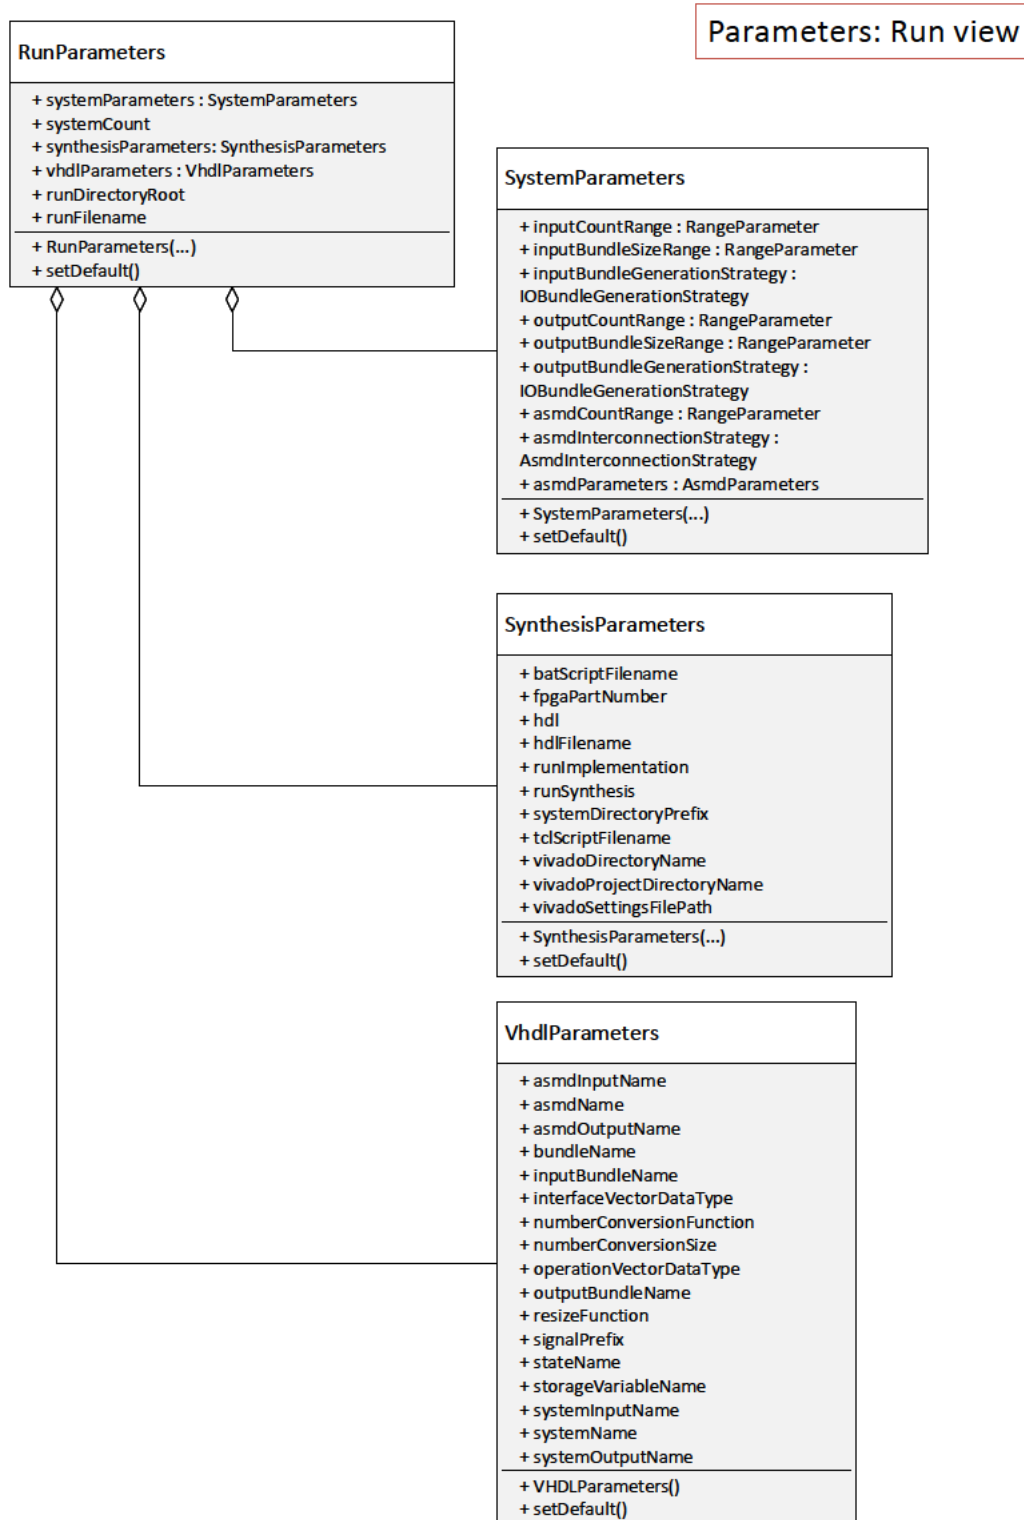 Parameters: Run view
RunParameters
+ systemParameters : SystemParameters
+ systemCount
+ synthesisParameters: SynthesisParameters
+ vhdlParameters : VhdlParameters
+ runDirectoryRoot
+ runFilename
+ RunParameters(...)
+ setDefault()
SystemParameters
+ inputCountRange : RangeParameter
+ inputBundleSizeRange : RangeParameter
+ inputBundleGenerationStrategy :
IOBundleGenerationStrategy
+ outputCountRange : RangeParameter
+ outputBundleSizeRange : RangeParameter
+ outputBundleGenerationStrategy :
IOBundleGenerationStrategy
+ asmdCountRange : RangeParameter
+ asmdInterconnectionStrategy :
AsmdInterconnectionStrategy
+ asmdParameters : AsmdParameters
+ SystemParameters(...)
+ setDefault()
SynthesisParameters
+ batScriptFilename
+ fpgaPartNumber
+ hdl
+ hdlFilename
+ runImplementation
+ runSynthesis
+ systemDirectoryPrefix
+ tclScriptFilename
+ vivadoDirectoryName
+ vivadoProjectDirectoryName
+ vivadoSettingsFilePath
+ SynthesisParameters(...)
+ setDefault()
VhdlParameters
+ asmdInputName
+ asmdName
+ asmdOutputName
+ bundleName
+ inputBundleName
+ interfaceVectorDataType
+ numberConversionFunction
+ numberConversionSize
+ operationVectorDataType
+ outputBundleName
+ resizeFunction
+ signalPrefix
+ stateName
+ storageVariableName
+ systemInputName
+ systemName
+ systemOutputName
+ VHDLParameters()
+ setDefault()